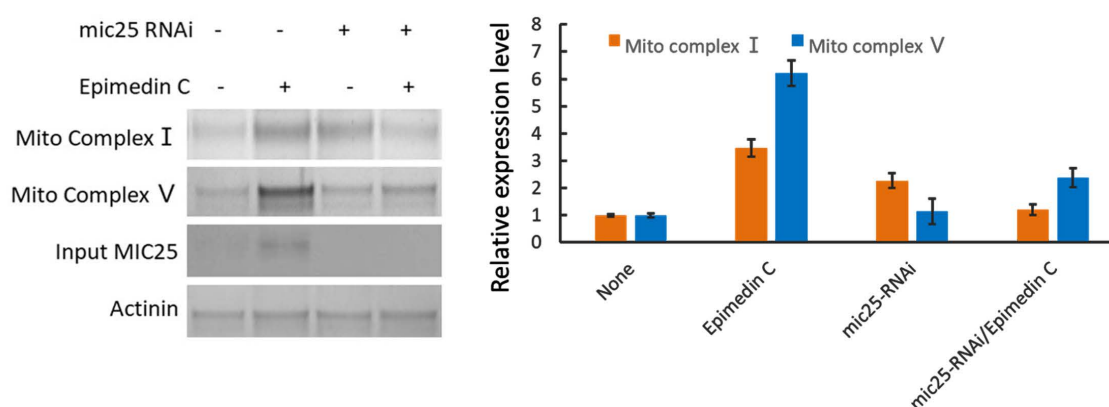 mic25 RNAi - - + +
Epimedin C - + - +
Mito Complex Ⅰ
Mito Complex Ⅴ
Input MIC25
Actinin
Relative expression level
8
7
6
5
4
3
2
1
0
Mito complex Ⅰ Mito complex Ⅴ
None
Epimedin C
mic25-RNAi
mic25-RNAi/Epimedin C